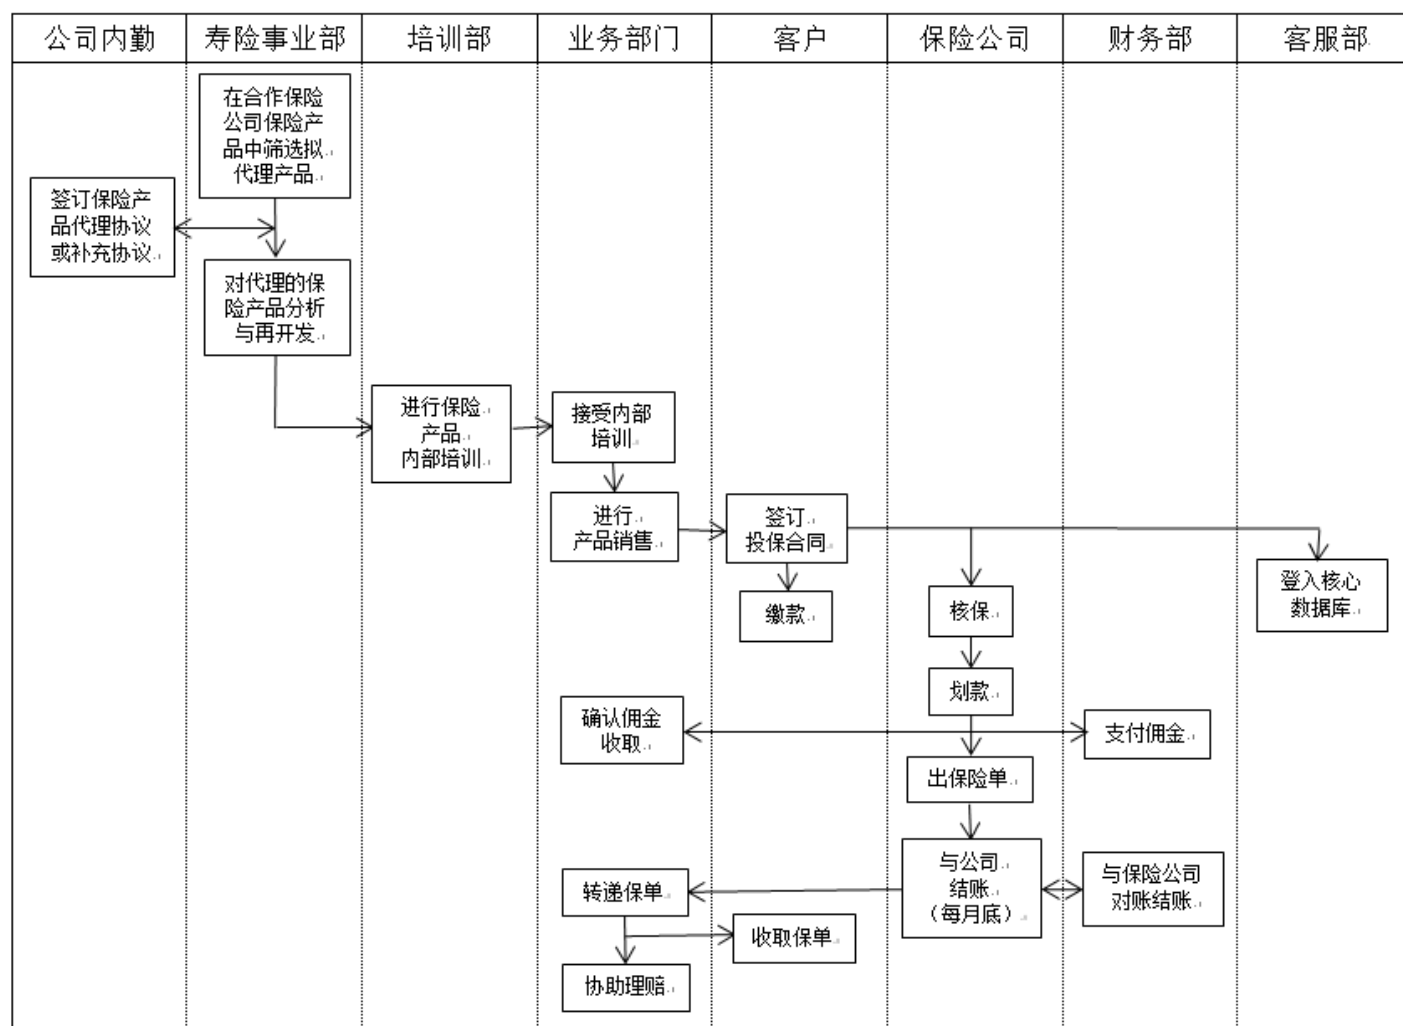 公司内勤
寿险事业部
培训部
业务部门
客户
保险公司
财务部
客服部
在合作保险
公司保险产
品中筛选拟
代理产品
签订保险产
品代理协议
或补充协议
对代理的保
险产品分析
与再开发
进行保险
产品
内部培训
接受内部
培训
进行
产品销售
签订
投保合同
缴款
核保
登入核心
数据库
划款
确认佣金
收取
支付佣金
出保险单
与公司
结账
（每月底）
与保险公司
对账结账
转递保单
收取保单
协助理赔